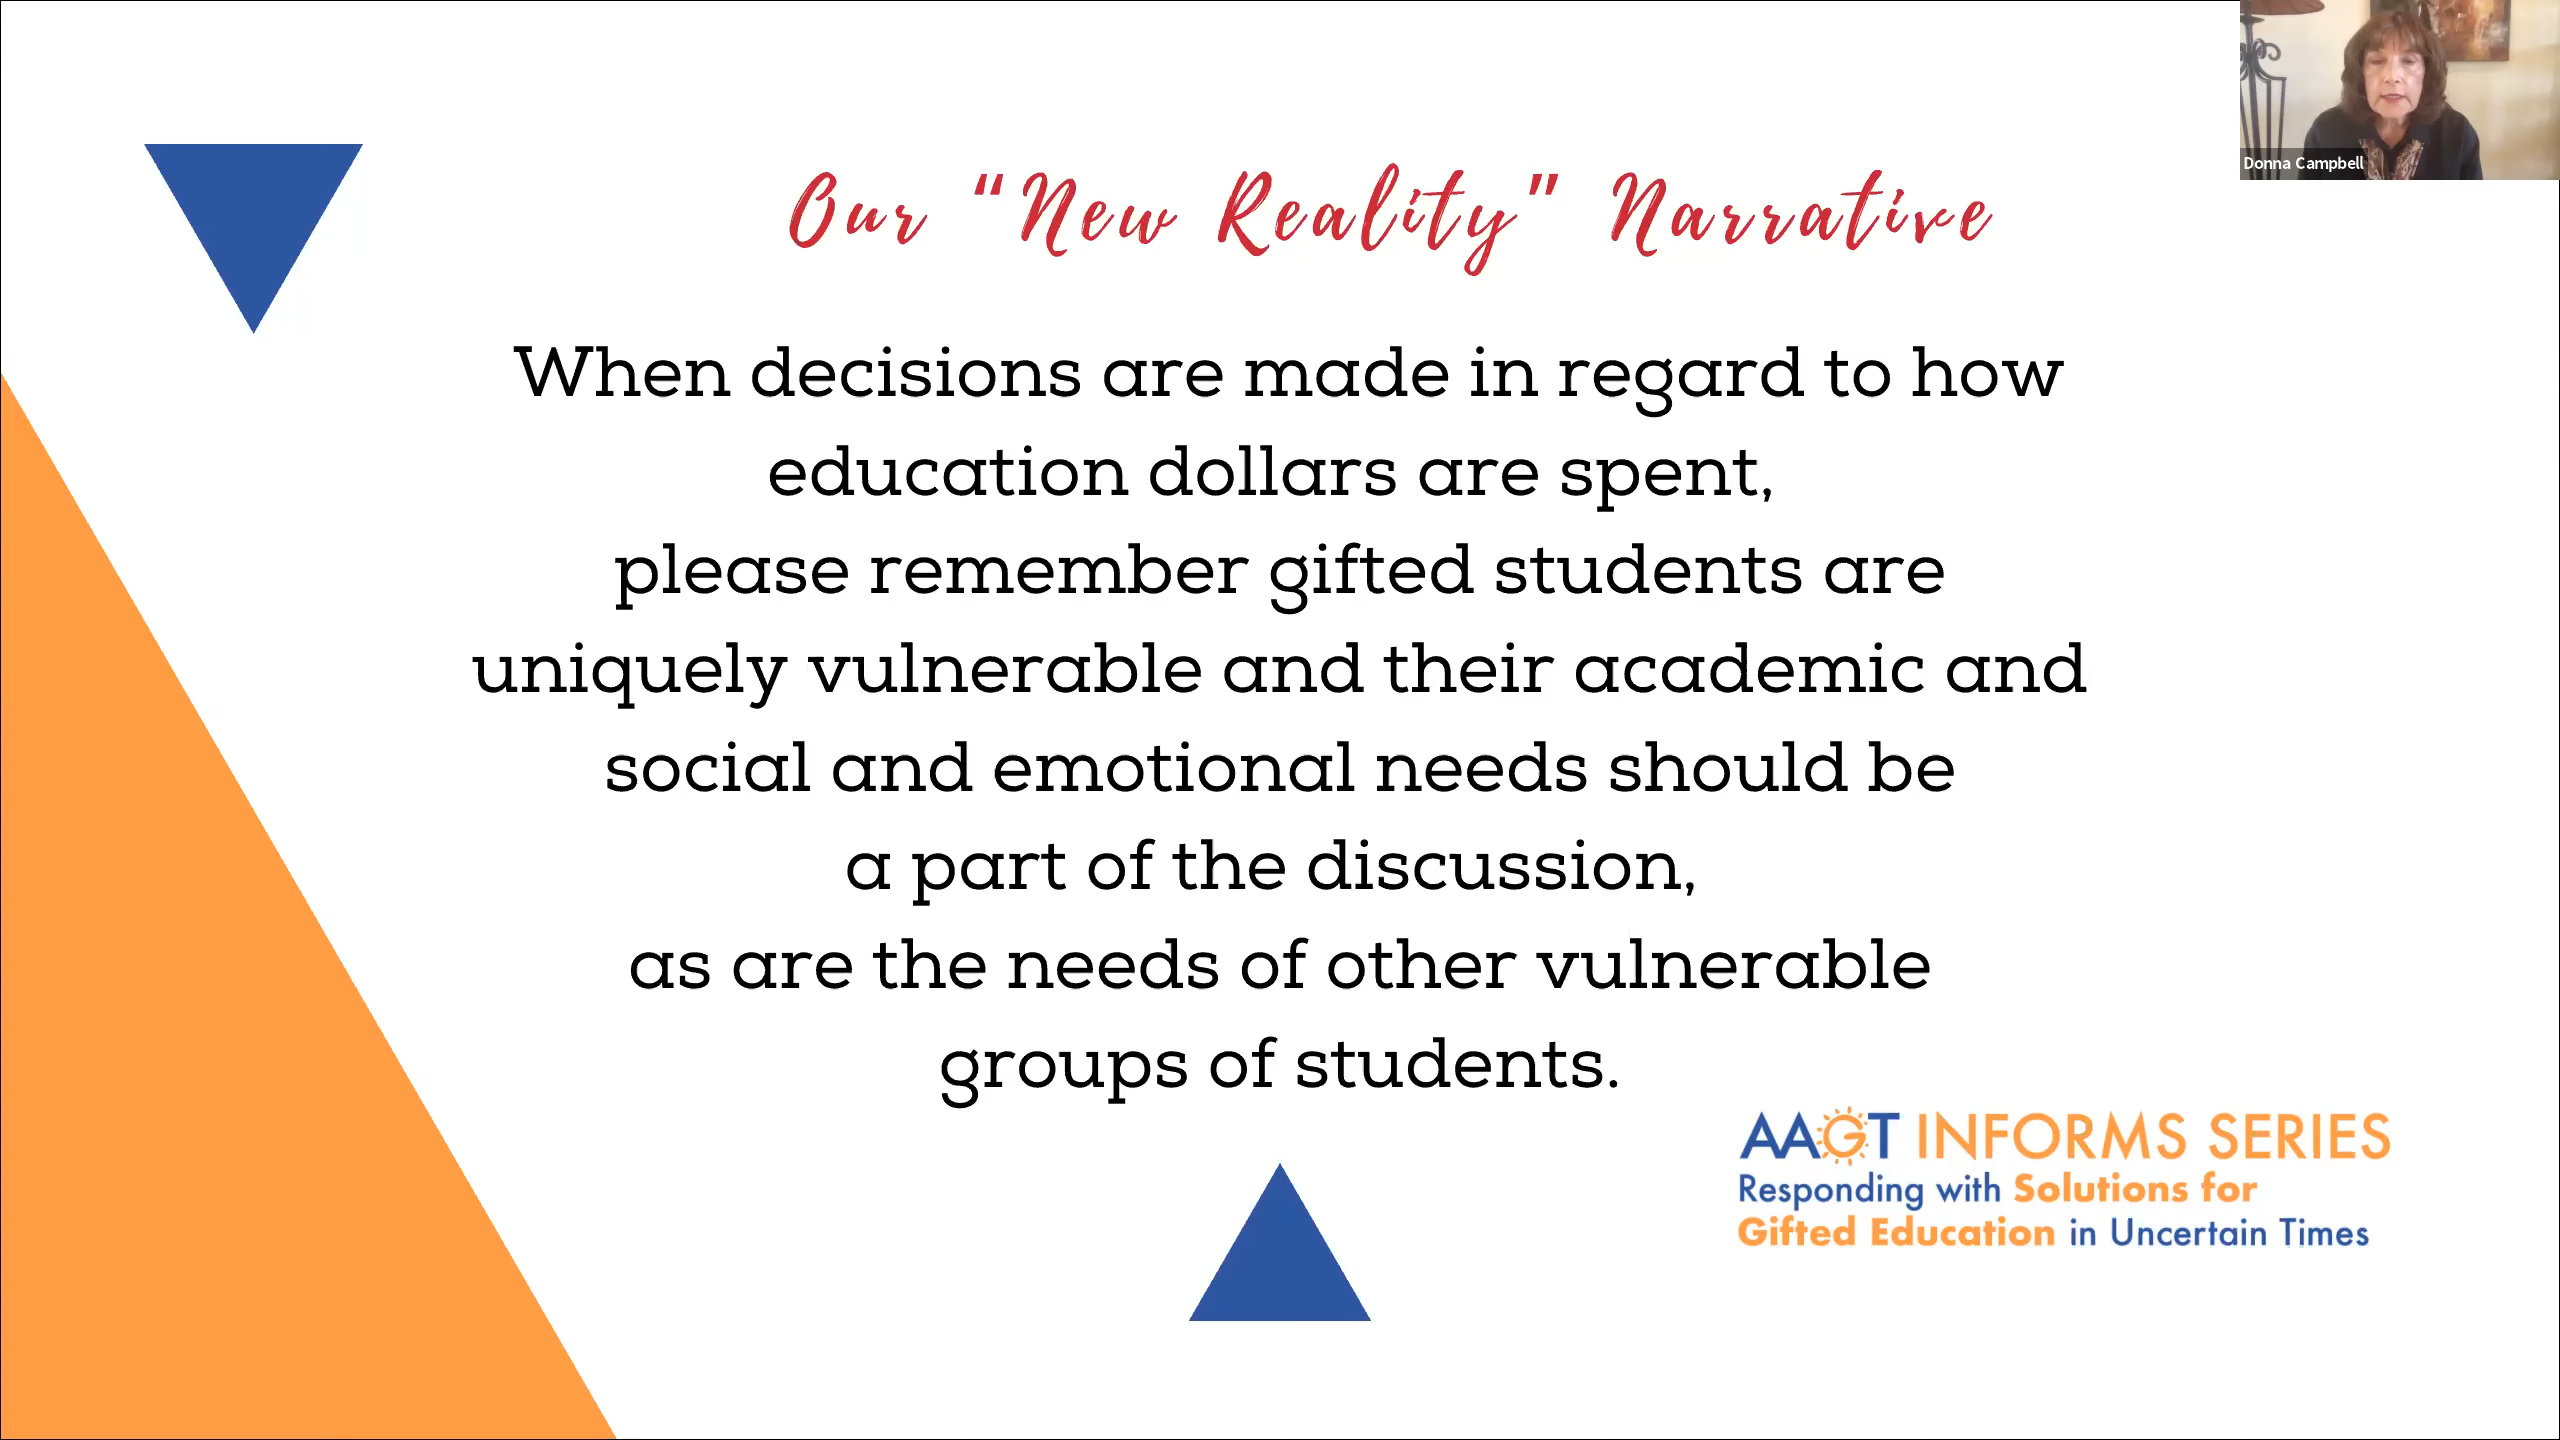 Donna Campbell
Our “New Reality” Narrative
When decisions are made in regard to how
education dollars are spent,
please remember gifted students are
uniquely vulnerable and their academic and
social and emotional needs should be
a part of the discussion,
as are the needs of other vulnerable
groups of students.
AAGT INFORMS SERIES
Responding with Solutions for
Gifted Education in Uncertain Times